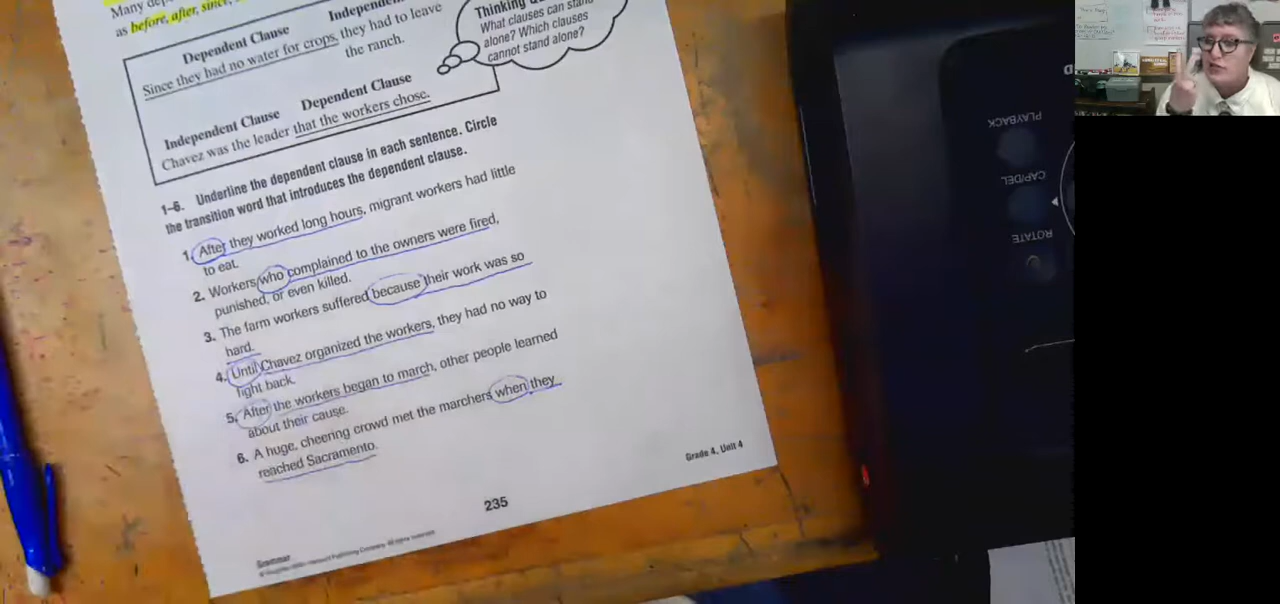 Many
as before, after, since,
Dependent Clause
Since they had no water for crops, they had to leave
the ranch.
Independent Clause Dependent Clause
Chavez was the leader that the workers chose.
Thinking
What clauses can stand
alone? Which clauses
cannot stand alone?
1–6. Underline the dependent clause in each sentence. Circle
the transition word that introduces the dependent clause.
1. After they worked long hours, migrant workers had little
to eat.
2. Workers who complained to the owners were fired,
punished, or even killed.
3. The farm workers suffered because their work was so
hard.
4. Until Chavez organized the workers, they had no way to
fight back.
5. After the workers began to march, other people learned
about their cause.
6. A huge, cheering crowd met the marchers when they
reached Sacramento.
Grade 4, Unit 4
235
Grammar
PLAYBACK
CAP/DEL
ROTATE